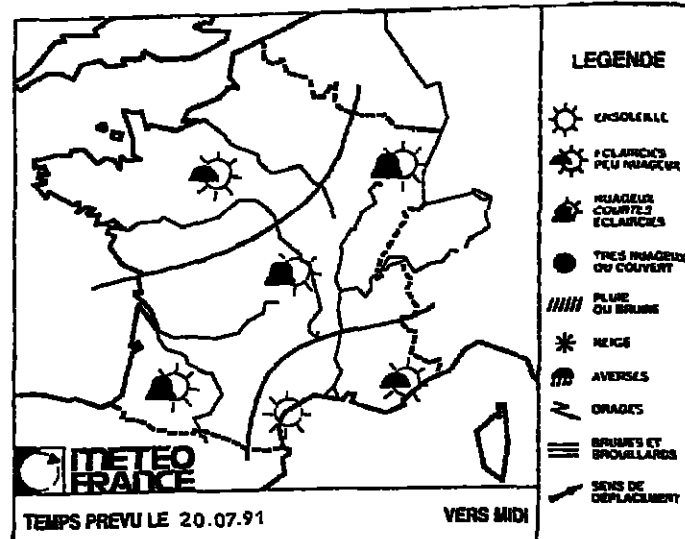 LEGENDE
ENSOLEILLE
ECLAIRCIES
PEU NUAGEUX
NUAGEUX
COURTES
ECLAIRCIES
TRES NUAGEUX
OU COUVERT
PLUIE
OU BRUINE
NEIGE
AVERSES
ORAGES
BRUMES ET
BROUILLARDS
SENS DE
DEPLACEMENT
METEO
FRANCE
TEMPS PREVU LE 20.07.91
VERS MIDI